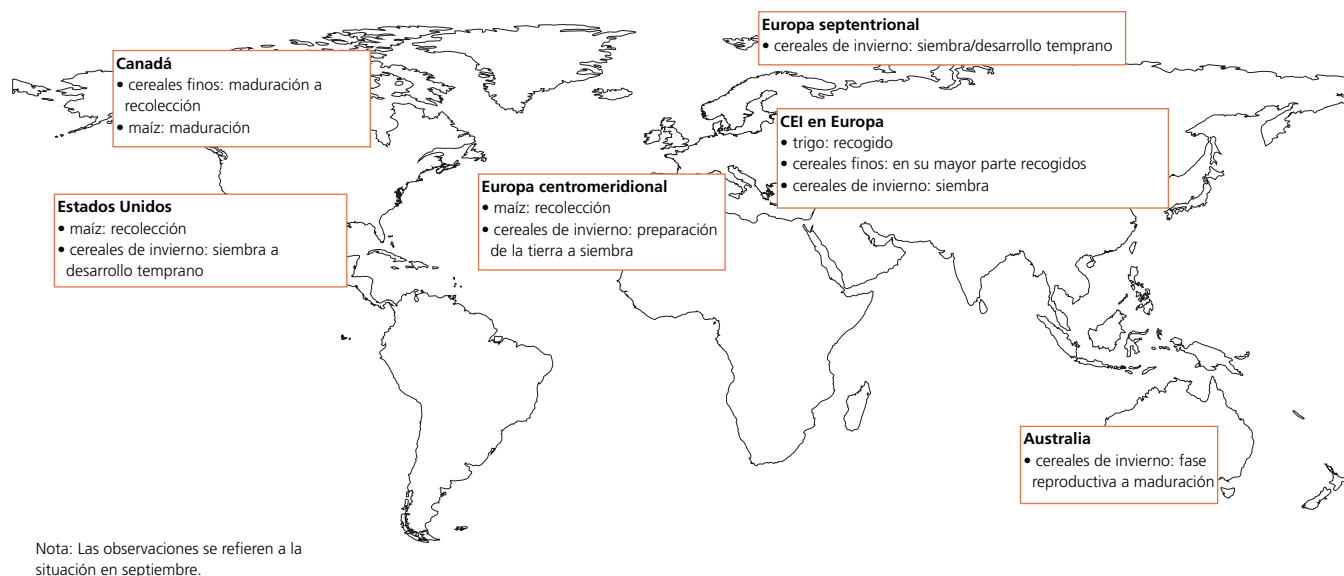 Europa septentrional
• cereales de invierno: siembra/desarrollo temprano
Canadá
• cereales finos: maduración a
recolección
• maíz: maduración
CEI en Europa
• trigo: recogido
• cereales finos: en su mayor parte recogidos
• cereales de invierno: siembra
Europa centromeridional
• maíz: recolección
• cereales de invierno: preparación
de la tierra a siembra
Estados Unidos
• maíz: recolección
• cereales de invierno: siembra a
desarrollo temprano
Australia
• cereales de invierno: fase
reproductiva a maduración
Nota: Las observaciones se refieren a la
situación en septiembre.